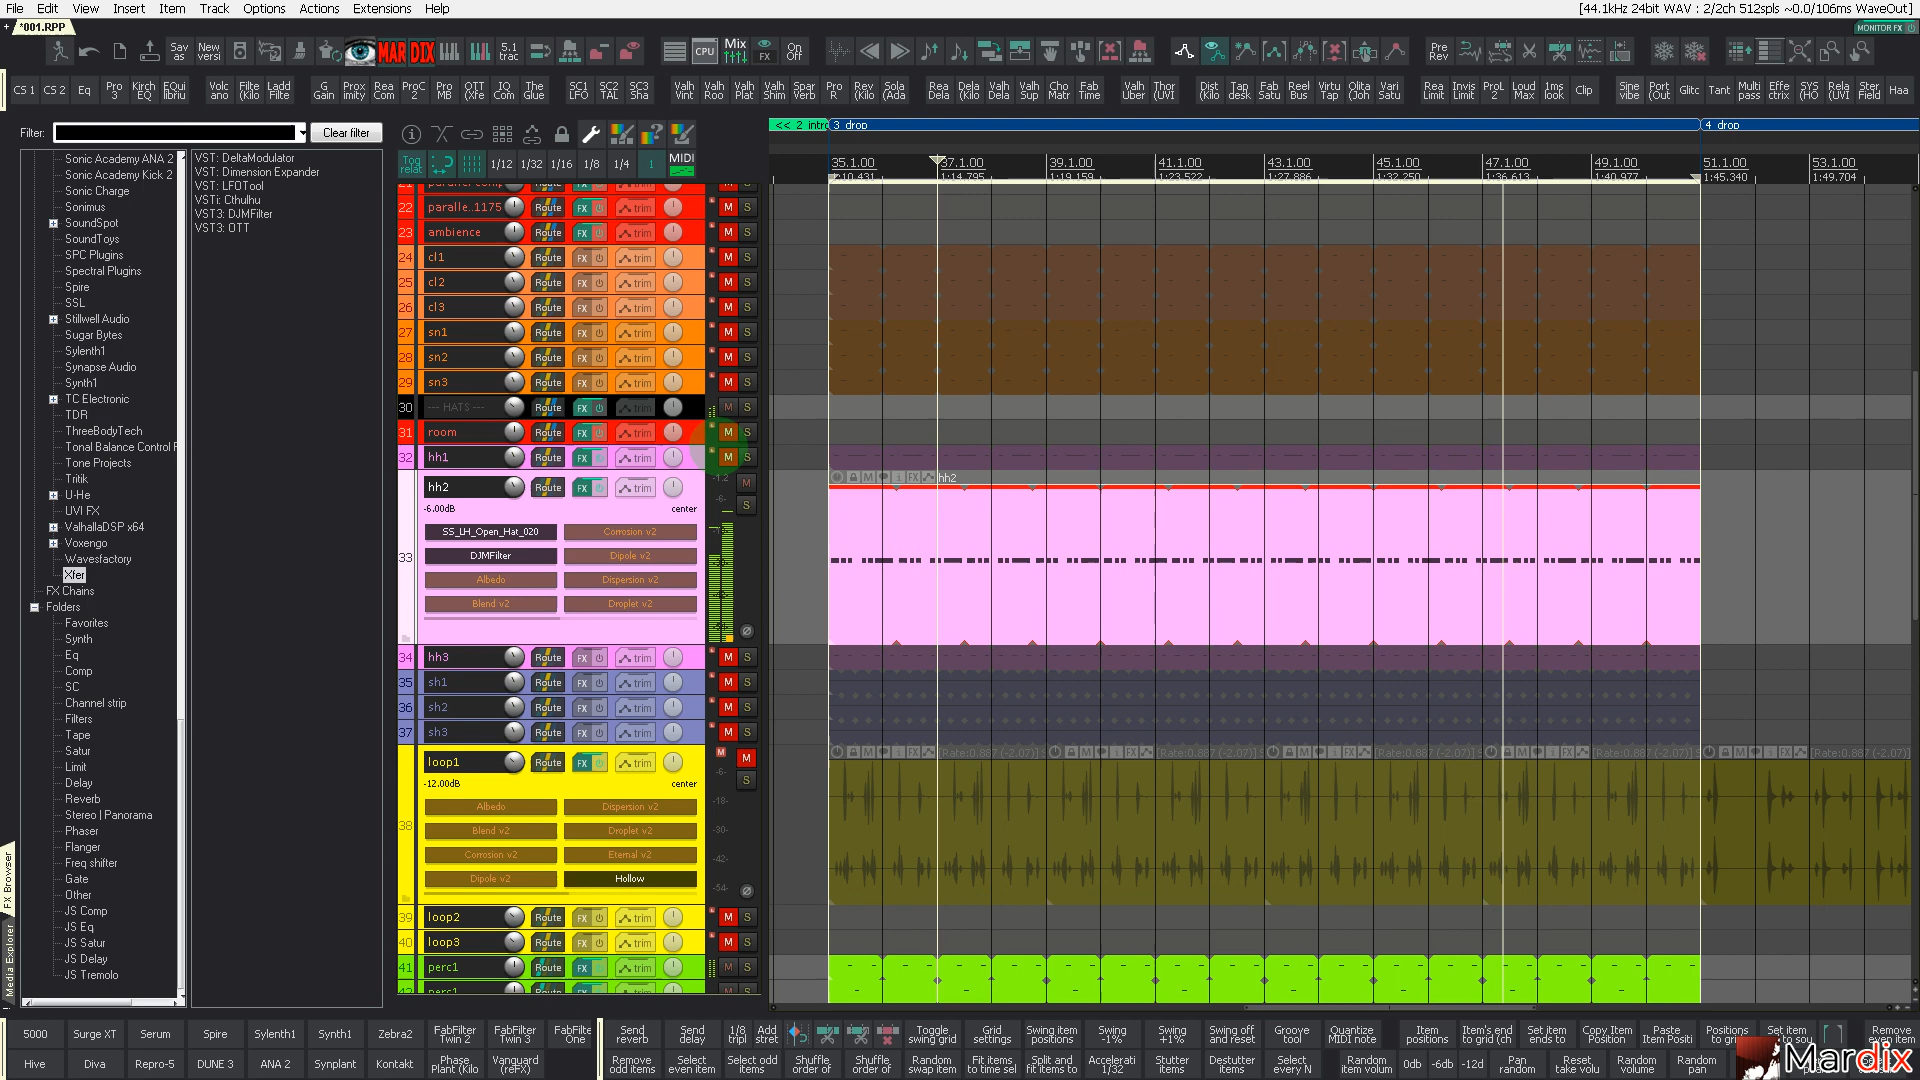 File Edit View Insert Item Track Options Actions Extensions Help
[44.1kHz 24bit WAV : 2/2ch 512spls ~0.0/106ms WaveOut]
*001.RPP
MONITOR FX
Sav as
New versi
MAR DIX
5.1 trac
CPU
Mix
FX
On Off
Pre Rev
CS 1 CS 2 Eq Pro 3 Kirch EQ EQui libriu
Volc ano Filte (Kilo Ladd Filte
G Gain Prox imity Rea Com ProC 2 Pro MB OTT (Xfe IQ Com The Glue
SC1 LFO SC2 TAL SC3 Sha
Valh Vint Valh Roo Valh Plat Valh Shim Spar Verb Pro R Rev (Kilo Sola (Ada
Rea Dela Dela (Kilo Valh Dela Valh Sup Cho Matr Fab Time
Valh Uber Thor (UVI
Dist (Kilo Tap desk Fab Satu Reel Bus Virtu Tap Olita (Joh Vari Satu
Rea Limit Invis Limit ProL 2 Loud Max 1ms look Clip
Sine vibe Port (Out Glitc Tant Multi pass Effe ctrix SYS (HO Rela (UVI Ster Field Haa
Filter:
Clear filter
Sonic Academy ANA 2
Sonic Academy Kick 2
Sonic Charge
Sonimus
SoundSpot
SoundToys
SPC Plugins
Spectral Plugins
Spire
SSL
Stillwell Audio
Sugar Bytes
Sylenth1
Synapse Audio
Synth1
TC Electronic
TDR
ThreeBodyTech
Tonal Balance Control
Tone Projects
Tritik
U-He
UVI FX
ValhallaDSP x64
Voxengo
Wavesfactory
Xfer
FX Chains
Folders
Favorites
Synth
Eq
Comp
SC
Channel strip
Filters
Tape
Satur
Limit
Delay
Reverb
Stereo | Panorama
Phaser
Flanger
Freq shifter
Gate
Other
JS Comp
JS Eq
JS Satur
JS Delay
JS Tremolo
FX Browser
Media Explorer
VST: DeltaModulator
VST: Dimension Expander
VST: LFOTool
VSTi: Cthulhu
VST3: DJMFilter
VST3: OTT
Tog relat
1/12 1/32 1/16 1/8 1/4 1 MIDI
22 paralle..1175 Route FX trim M S
23 ambience Route FX trim M S
24 cl1 Route FX trim M S
25 cl2 Route FX trim M S
26 cl3 Route FX trim M S
27 sn1 Route FX trim M S
28 sn2 Route FX trim M S
29 sn3 Route FX trim M S
30 --- HATS --- Route FX trim M S
31 room Route FX trim M S
32 hh1 Route FX trim M S
33 hh2 Route FX trim M S
-6.00dB center
SS_LH_Open_Hat_020 Corrosion v2
DJMFilter Dipole v2
Albedo Dispersion v2
Blend v2 Droplet v2
34 hh3 Route FX trim M S
35 sh1 Route FX trim M S
36 sh2 Route FX trim M S
37 sh3 Route FX trim M S
38 loop1 Route FX trim M S
-12.00dB center
-6-
-18-
-30-
-42-
-54-
Albedo Dispersion v2
Blend v2 Droplet v2
Corrosion v2 Eternal v2
Dipole v2 Hollow
39 loop2 Route FX trim M S
40 loop3 Route FX trim M S
41 perc1 Route FX trim M S
<< 2 intro 3 drop 4 drop
35.1.00 37.1.00 39.1.00 41.1.00 43.1.00 45.1.00 47.1.00 49.1.00 51.1.00 53.1.00
1:10.431 1:14.795 1:19.159 1:23.522 1:27.886 1:32.250 1:36.613 1:40.977 1:45.340 1:49.704
hh2
[Rate:0.887 (-2.07)] [Rate:0.887 (-2.07)] [Rate:0.887 (-2.07)] [Rate:0.887 (-2.07)] [Rate:0.887 (-2.07)]
5000 Surge XT Serum Spire Sylenth1 Synth1 Zebra2 FabFilter Twin 2 FabFilter Twin 3 FabFilte One
Hive Diva Repro-5 DUNE 3 ANA 2 Synplant Kontakt Phase Plant (Kilo Vanguard (reFX)
Send reverb Send delay 1/8 tripl Add stret Toggle swing grid Grid settings Swing item positions Swing -1% Swing +1% Swing off and reset Groove tool Quantize MIDI note
Remove odd items Select even item Select odd items Shuffle order of Shuffle order of Random swap item Fit items to time sel Split and fit items to Accelerati 1/32 Stutter items Destutter items Select every N
Item positions Item's end to grid (ch Set item ends to Copy Item Position Paste Item Positi Positions to gri Set item to sou Remove even item
Random item volum 0db -6db -12d Pan random Reset take volu Random volume Random pan
Mardix